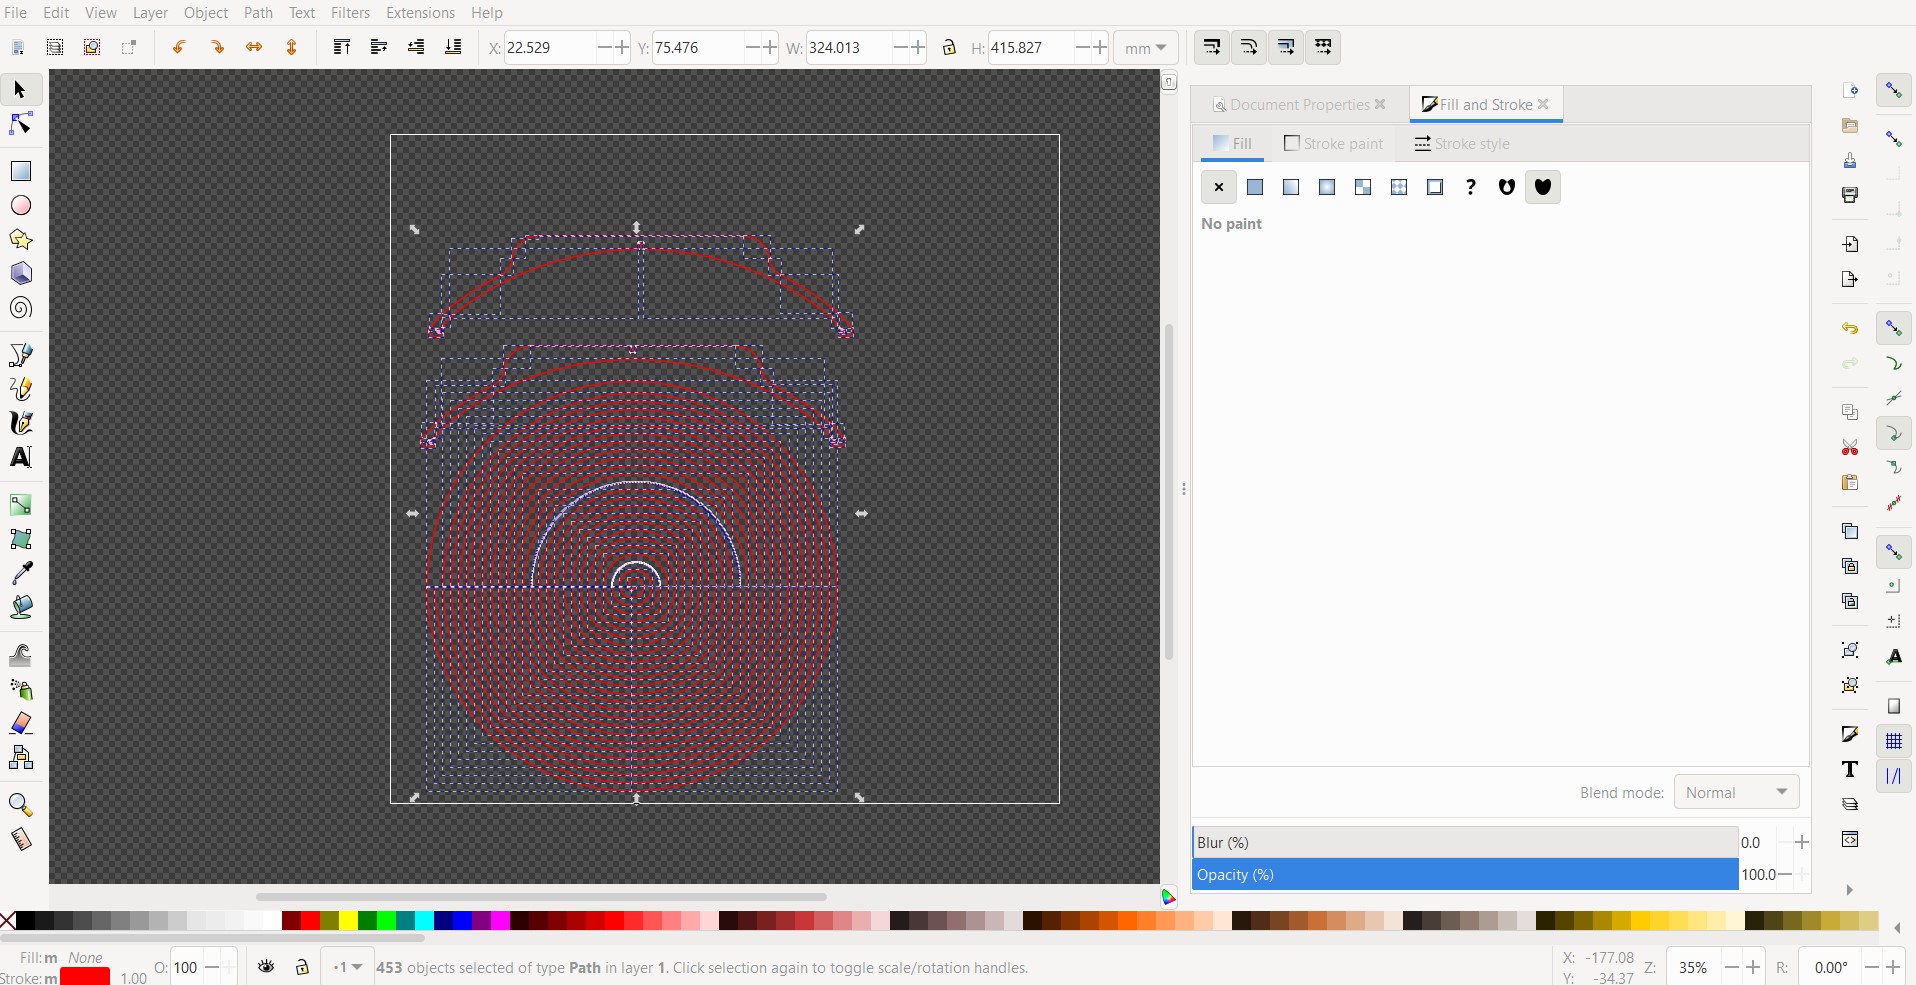 File Edit View Layer Object Path Text Filters Extensions Help
X: 22.529 Y: 75.476 W: 324.013 H: 415.827 mm
Document Properties Fill and Stroke
Fill Stroke paint Stroke style
?
No paint
Blend mode: Normal
Blur (%) 0.0
Opacity (%) 100.0
Fill: m None
Stroke: m 1.00
O: 100
·1
453 objects selected of type Path in layer 1. Click selection again to toggle scale/rotation handles.
X: -177.08
Y: -34.37
Z: 35% R: 0.00°